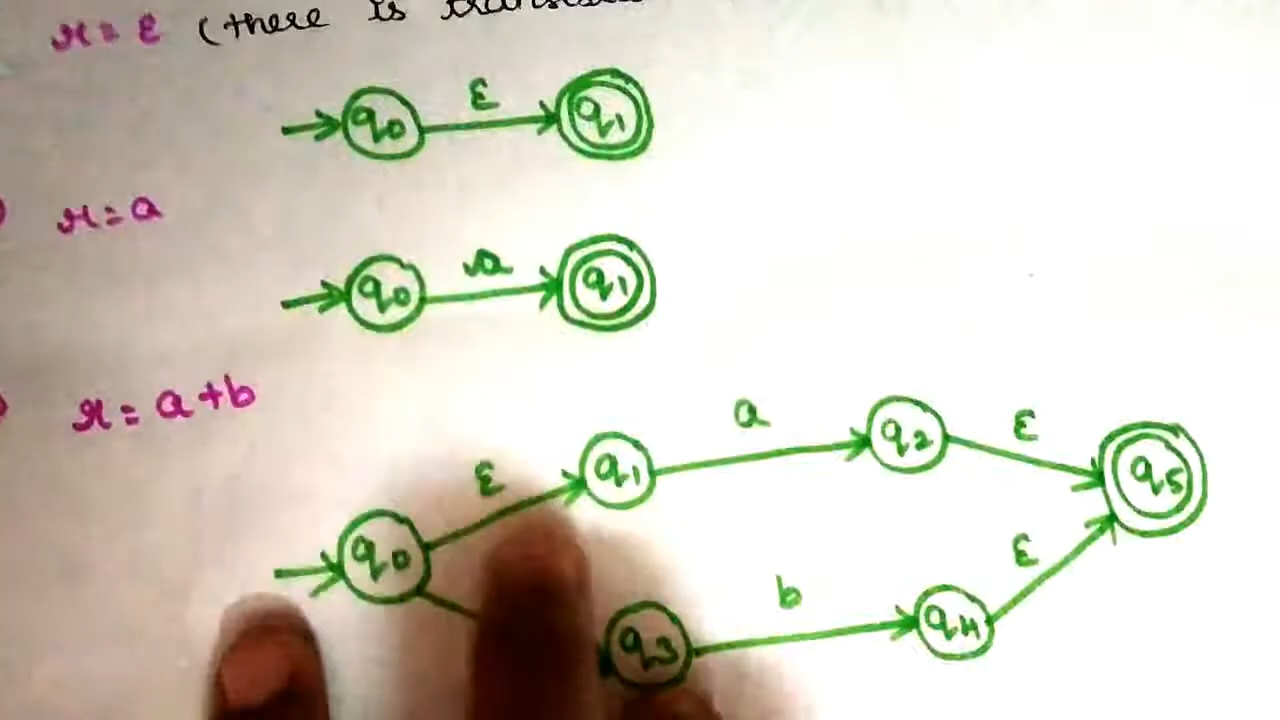 r = ε (there is
q0 ε q1
r = a
q0 a q1
r = a + b
a
q2 ε
ε q1 q5
q0 ε
b q4
q3